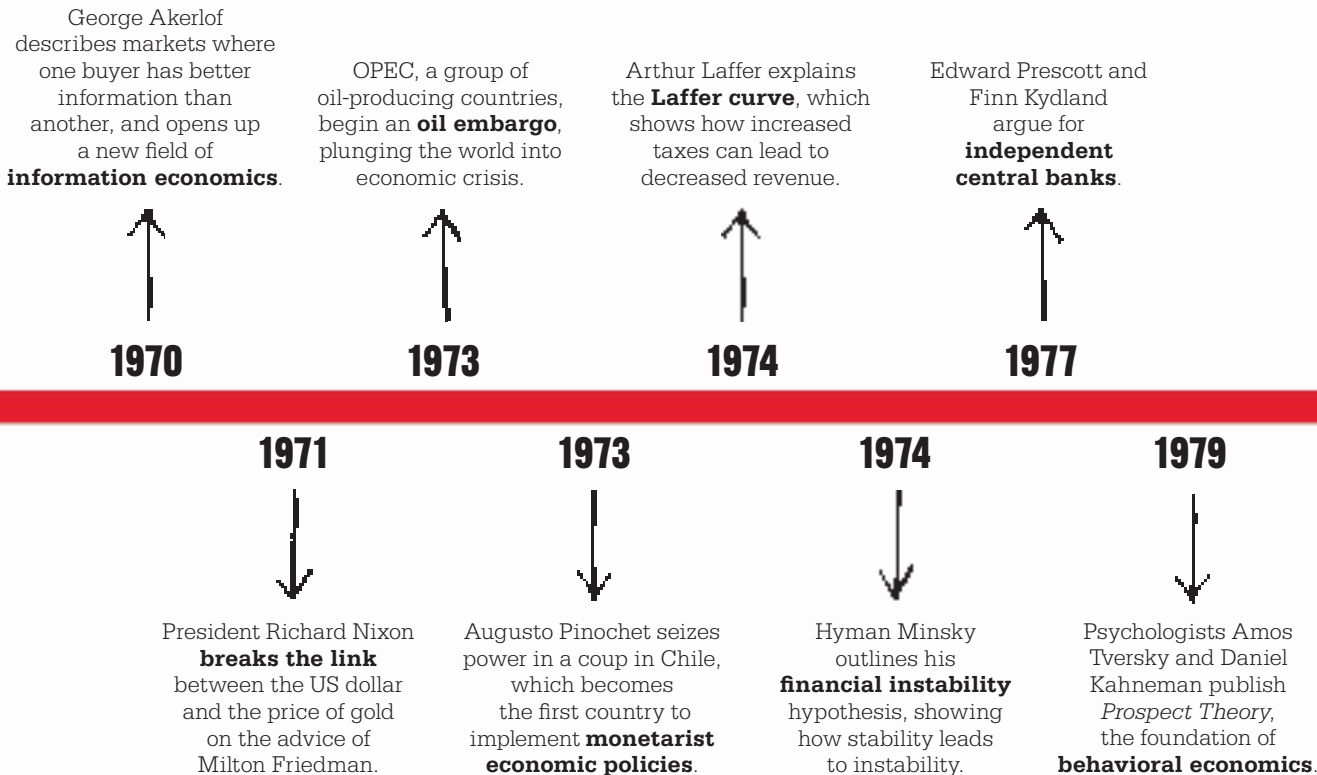 George Akerlof
describes markets where
one buyer has better
information than
another, and opens up
a new field of
information economics.
1970
OPEC, a group of
oil-producing countries,
begin an oil embargo,
plunging the world into
economic crisis.
1973
Arthur Laffer explains
the Laffer curve, which
shows how increased
taxes can lead to
decreased revenue.
1974
Edward Prescott and
Finn Kydland
argue for
independent
central banks.
1977
1971
President Richard Nixon
breaks the link
between the US dollar
and the price of gold
on the advice of
Milton Friedman.
1973
Augusto Pinochet seizes
power in a coup in Chile,
which becomes
the first country to
implement monetarist
economic policies.
1974
Hyman Minsky
outlines his
financial instability
hypothesis, showing
how stability leads
to instability.
1979
Psychologists Amos
Tversky and Daniel
Kahneman publish
Prospect Theory,
the foundation of
behavioral economics.